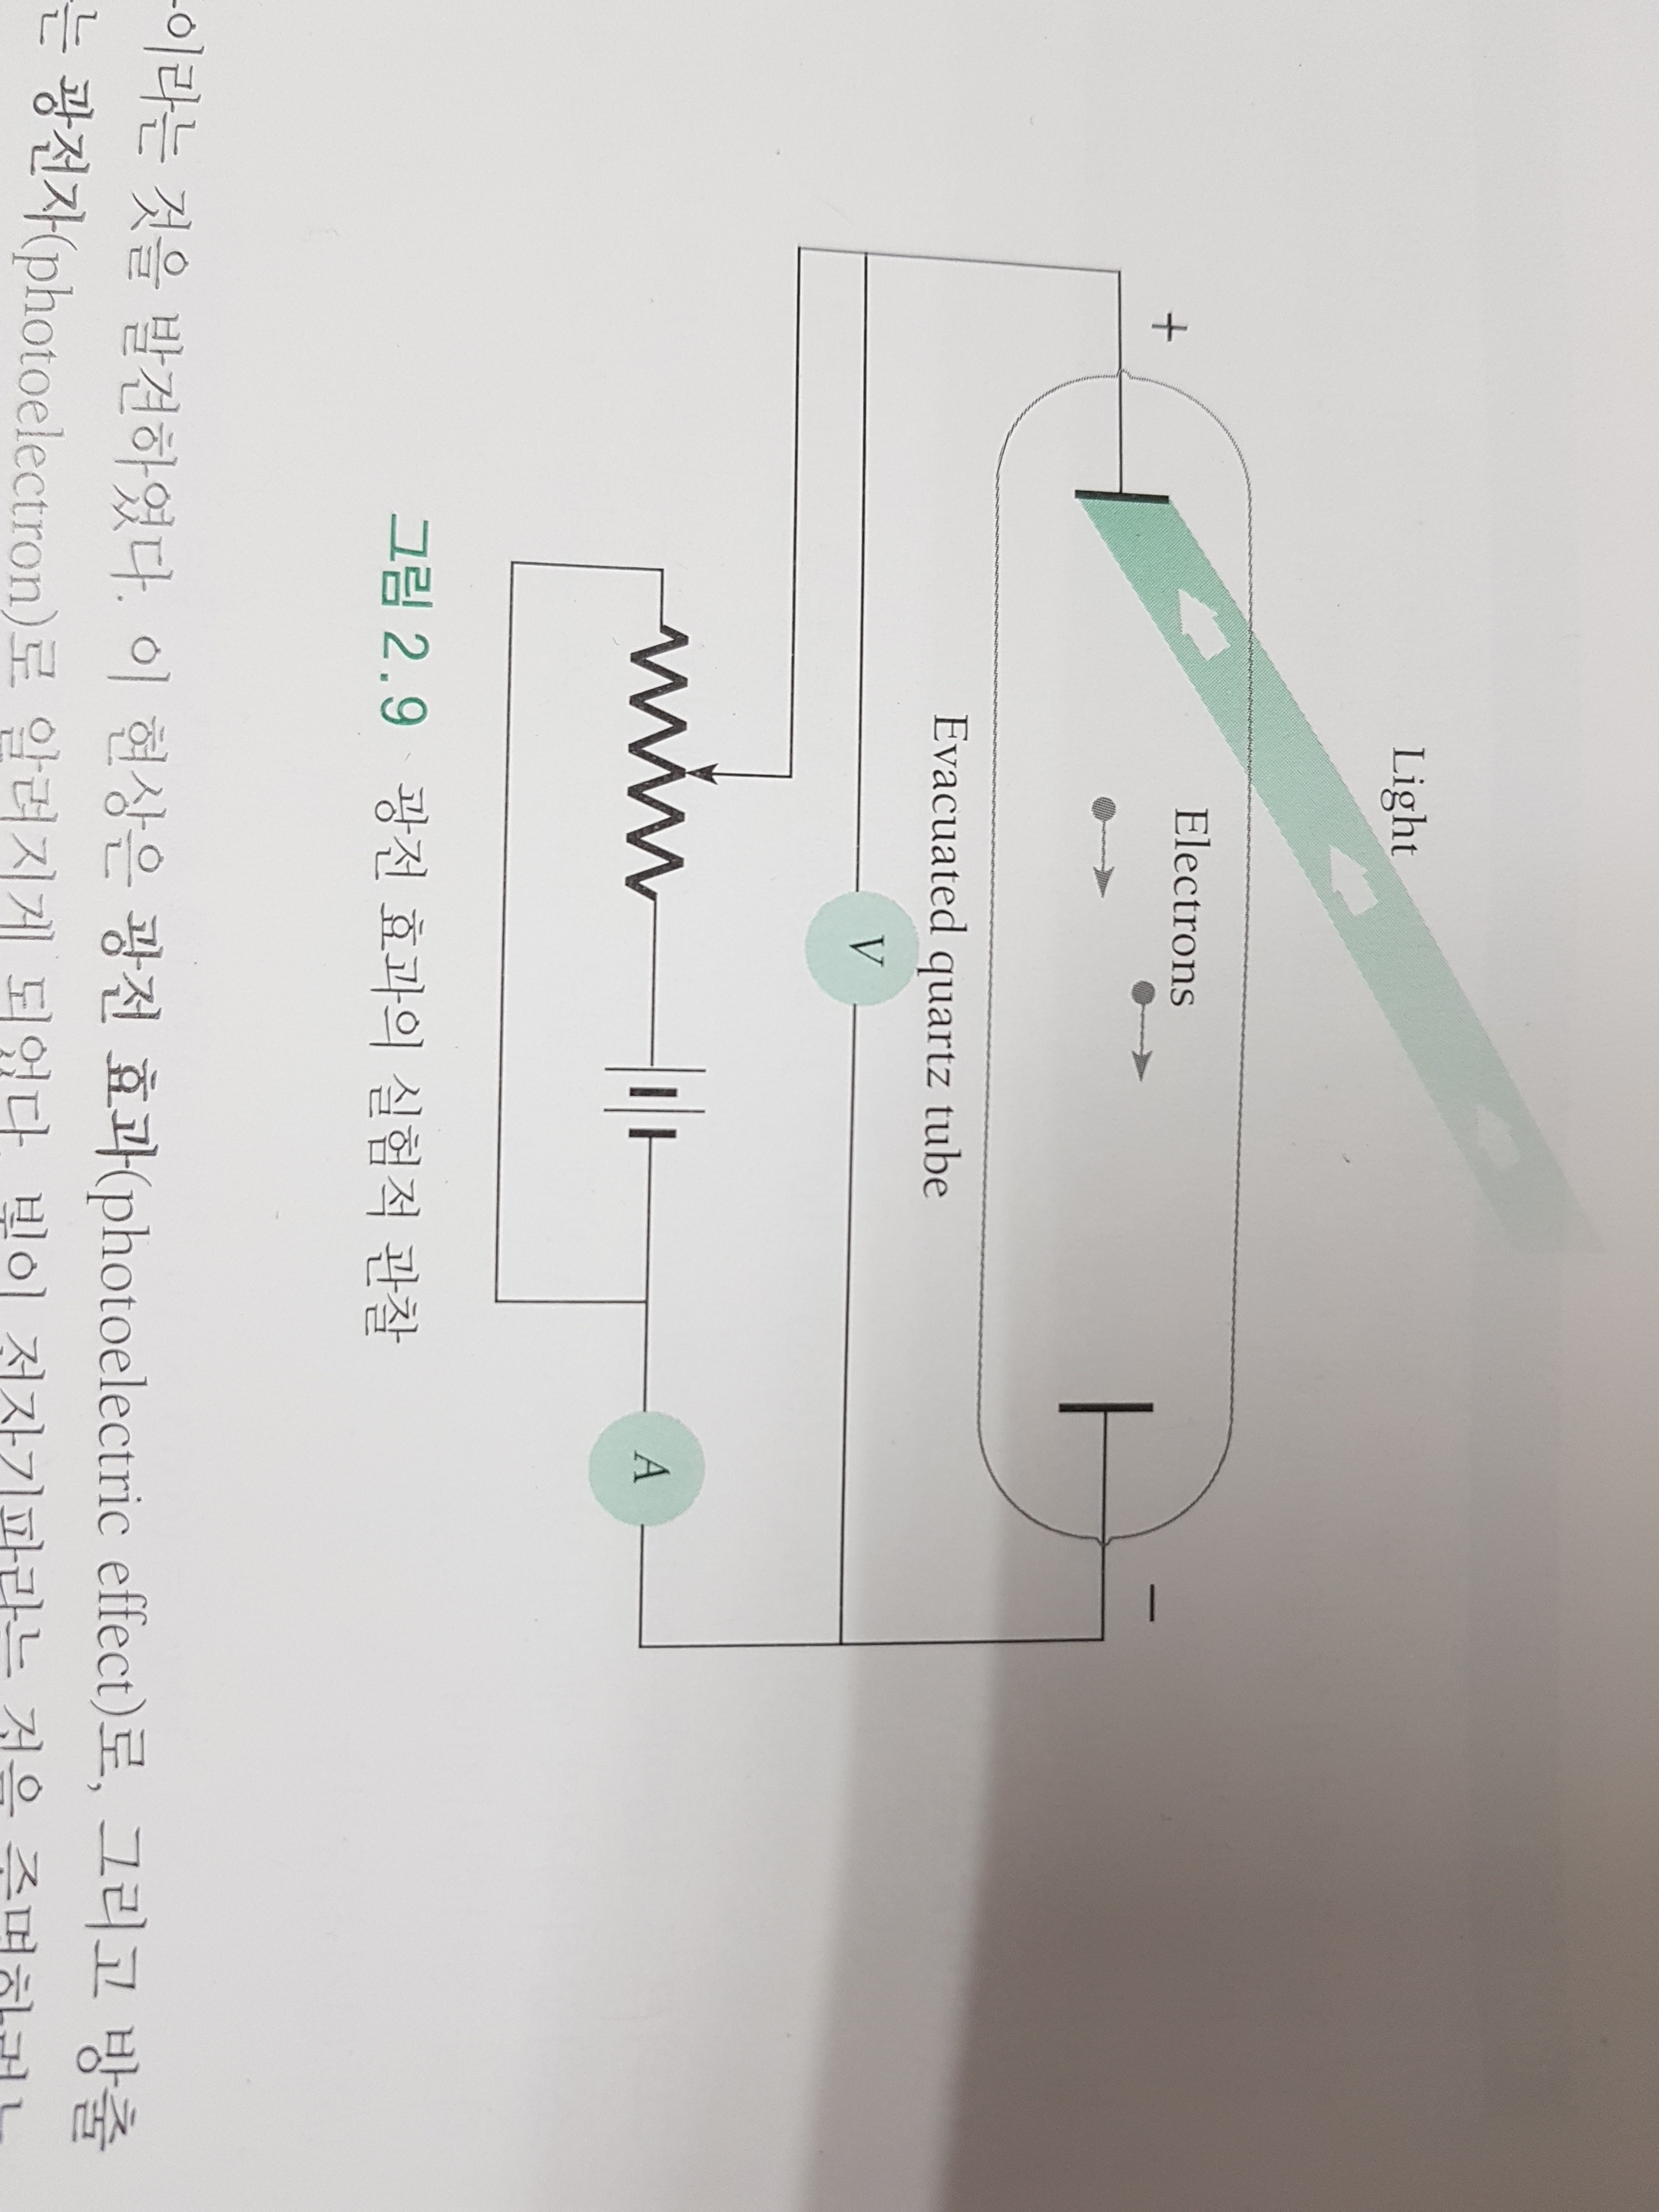 Light
+
Electrons
−
Evacuated quartz tube
V
A
그림 2.9 광전 효과의 실험적 관찰
이라는 것을 발견하였다. 이 현상은 광전 효과(photoelectric effect)로, 그리고 방출
는 광전자(photoelectron)로 알려지게 되었다. 빛이 전자기파라는 것을 증명하려는